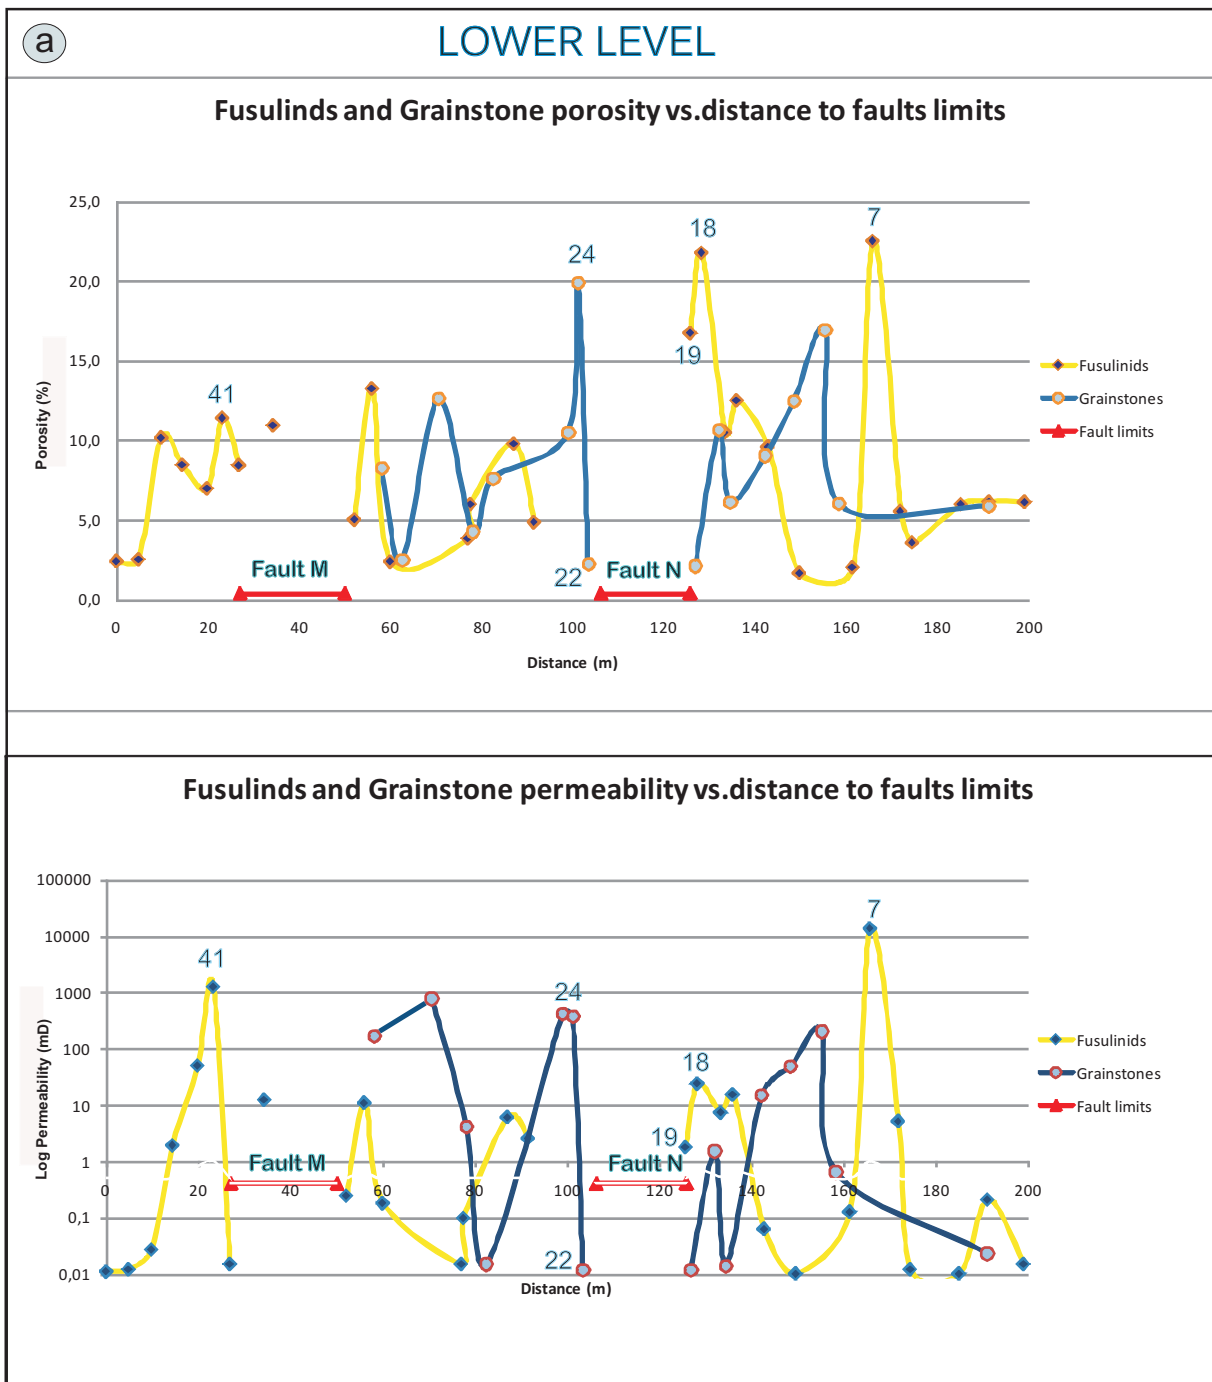 a
LOWER LEVEL
Fusulinds and Grainstone porosity vs.distance to faults limits
25,0
20,0
15,0
10,0
5,0
0,0
Porosity (%)
41
24
22
18
19
7
Fault M
Fault N
0 20 40 60 80 100 120 140 160 180 200
Distance (m)
Fusulinids
Grainstones
Fault limits
Fusulinds and Grainstone permeability vs.distance to faults limits
100000
10000
1000
100
10
1
0,1
0,01
Log Permeability (mD)
41
24
22
18
19
7
Fault M
Fault N
0 20 40 60 80 100 120 140 160 180 200
Distance (m)
Fusulinids
Grainstones
Fault limits